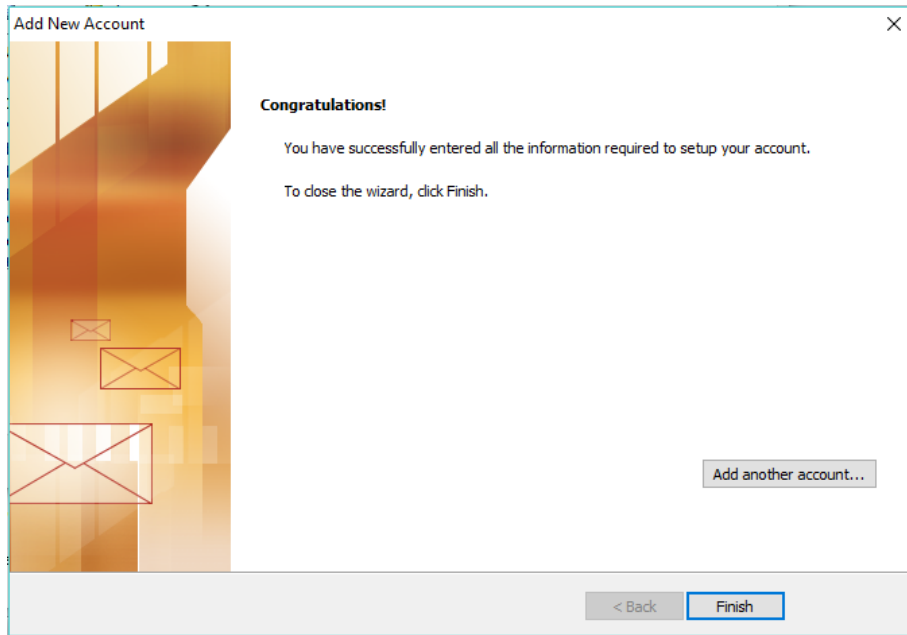 Add New Account
Congratulations!
You have successfully entered all the information required to setup your account.
To close the wizard, click Finish.
Add another account...
< Back
Finish